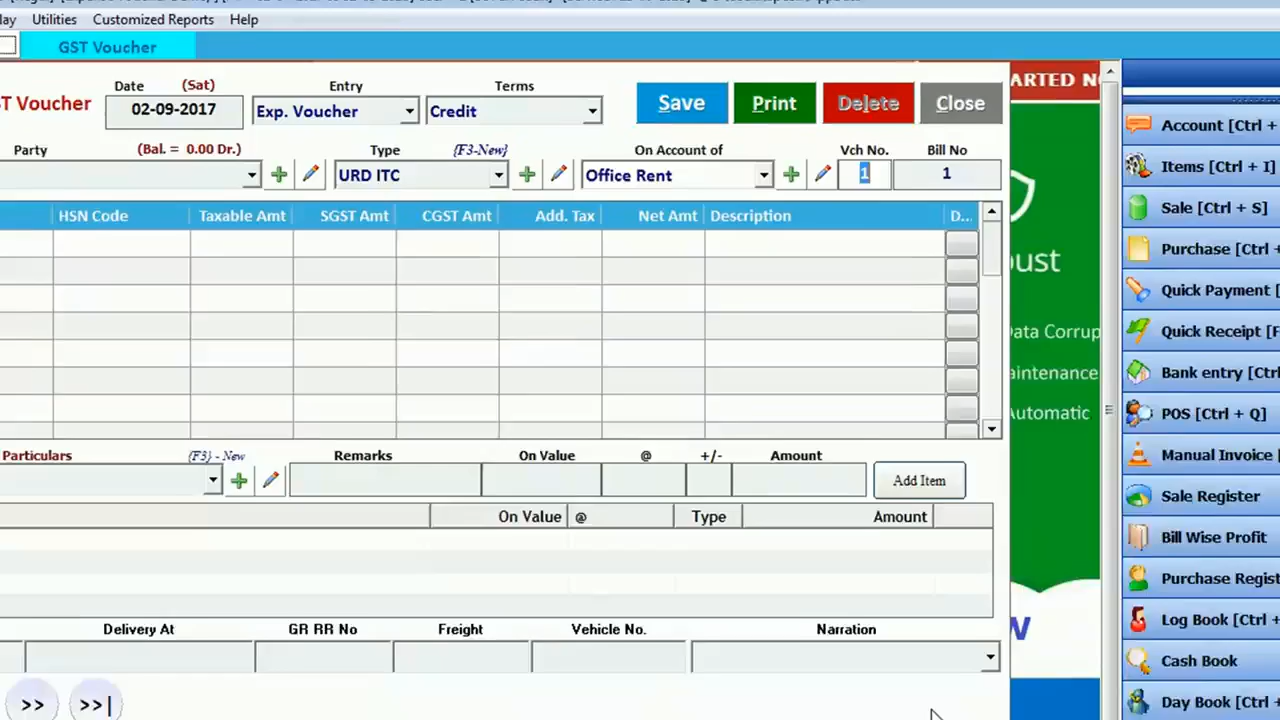 lay Utilities Customized Reports Help
GST Voucher
ST Voucher
Date (Sat) Entry Terms
02-09-2017 Exp. Voucher Credit
Save Print Delete Close
Party (Bal. = 0.00 Dr.) Type {F3-New} On Account of Vch No. Bill No
URD ITC Office Rent 1 1
HSN Code Taxable Amt SGST Amt CGST Amt Add. Tax Net Amt Description D...
Particulars {F3} - New Remarks On Value @ +/- Amount
Add Item
On Value @ Type Amount
Delivery At GR RR No Freight Vehicle No. Narration
>> >>|
ARTED N
ust
Data Corrup
aintenance
Automatic
W
Account [Ctrl +
Items [Ctrl + I]
Sale [Ctrl + S]
Purchase [Ctrl +
Quick Payment [
Quick Receipt [F
Bank entry [Ctrl
POS [Ctrl + Q]
Manual Invoice
Sale Register
Bill Wise Profit
Purchase Regist
Log Book [Ctrl +
Cash Book
Day Book [Ctrl +